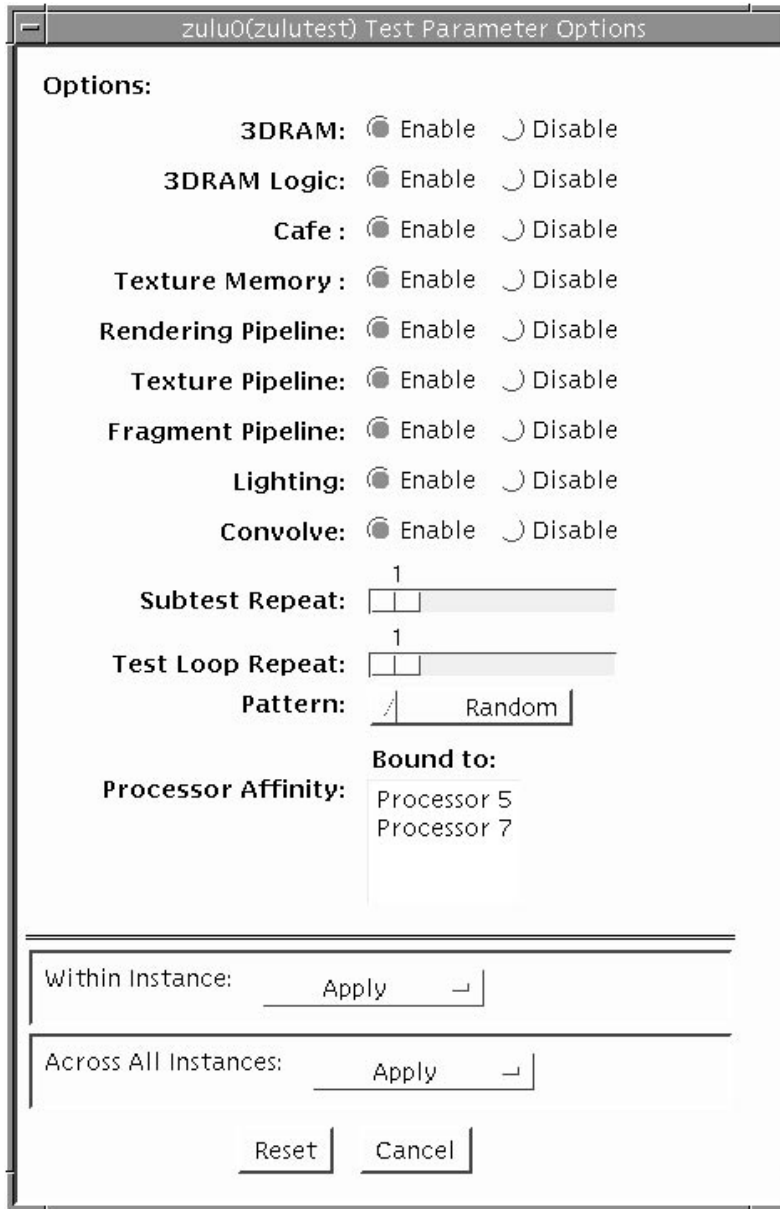 zulu0(zulutest) Test Parameter Options
Options:
3DRAM: Enable Disable
3DRAM Logic: Enable Disable
Cafe : Enable Disable
Texture Memory : Enable Disable
Rendering Pipeline: Enable Disable
Texture Pipeline: Enable Disable
Fragment Pipeline: Enable Disable
Lighting: Enable Disable
Convolve: Enable Disable
1
Subtest Repeat:
1
Test Loop Repeat:
Pattern: Random
Bound to:
Processor Affinity:
Processor 5
Processor 7
Within Instance: Apply
Across All Instances: Apply
Reset Cancel